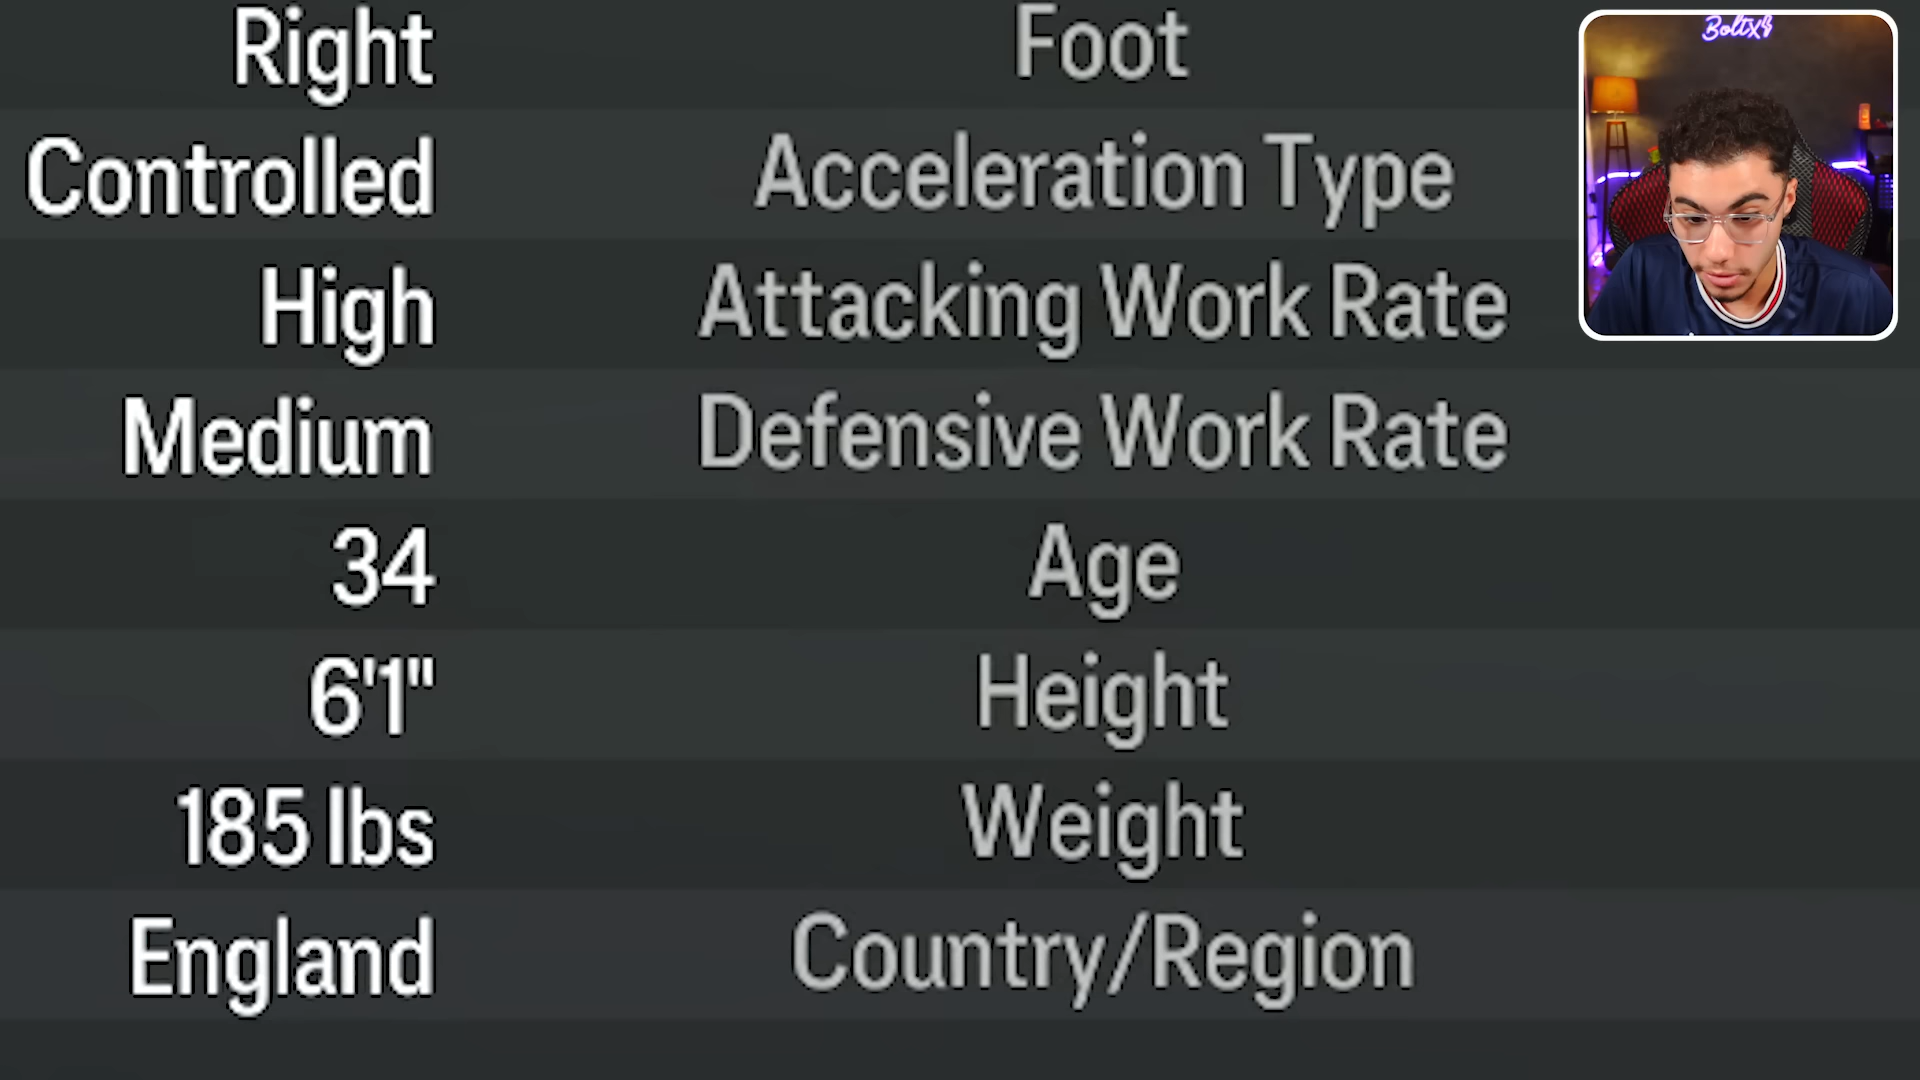 Right Foot
Controlled Acceleration Type
High Attacking Work Rate
Medium Defensive Work Rate
34 Age
6'1" Height
185 lbs Weight
England Country/Region